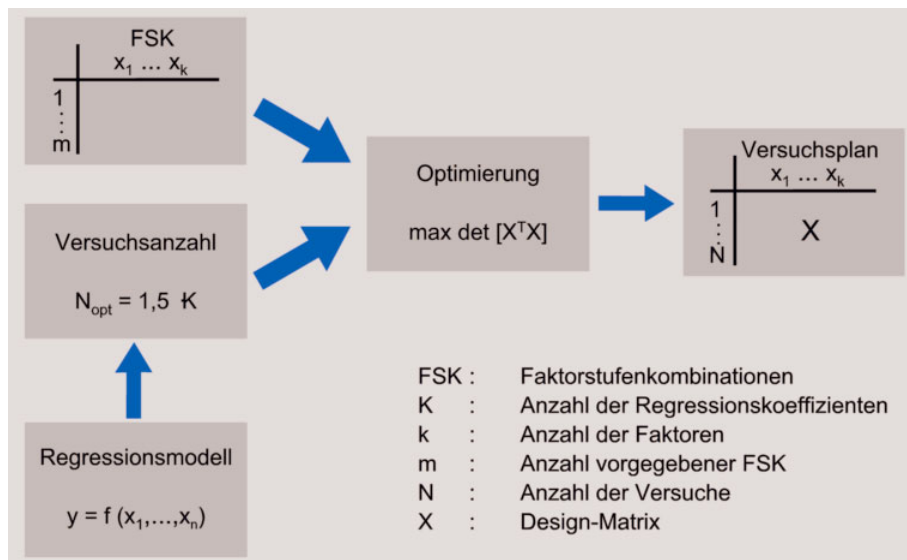 FSK
x₁ ... xₖ
1
⋮
m
Versuchsanzahl
Nₒₚₜ = 1,5 K
Regressionsmodell
y = f (x₁,...,xₙ)
Optimierung
max det [XᵀX]
Versuchsplan
x₁ ... xₖ
1
⋮
N
X
FSK : Faktorstufenkombinationen
K : Anzahl der Regressionskoeffizienten
k : Anzahl der Faktoren
m : Anzahl vorgegebener FSK
N : Anzahl der Versuche
X : Design-Matrix